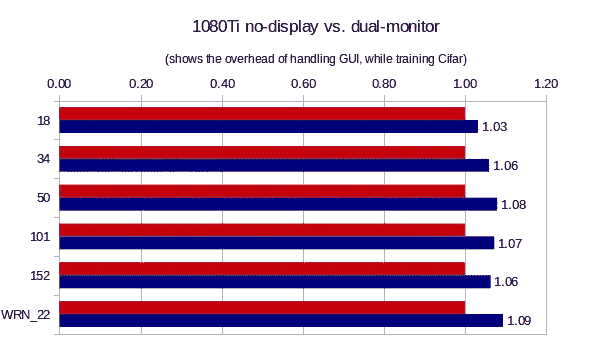 1080Ti no-display vs. dual-monitor
(shows the overhead of handling GUI, while training Cifar)
0.00 0.20 0.40 0.60 0.80 1.00 1.20
18 1.03
34 1.06
50 1.08
101 1.07
152 1.06
WRN_22 1.09